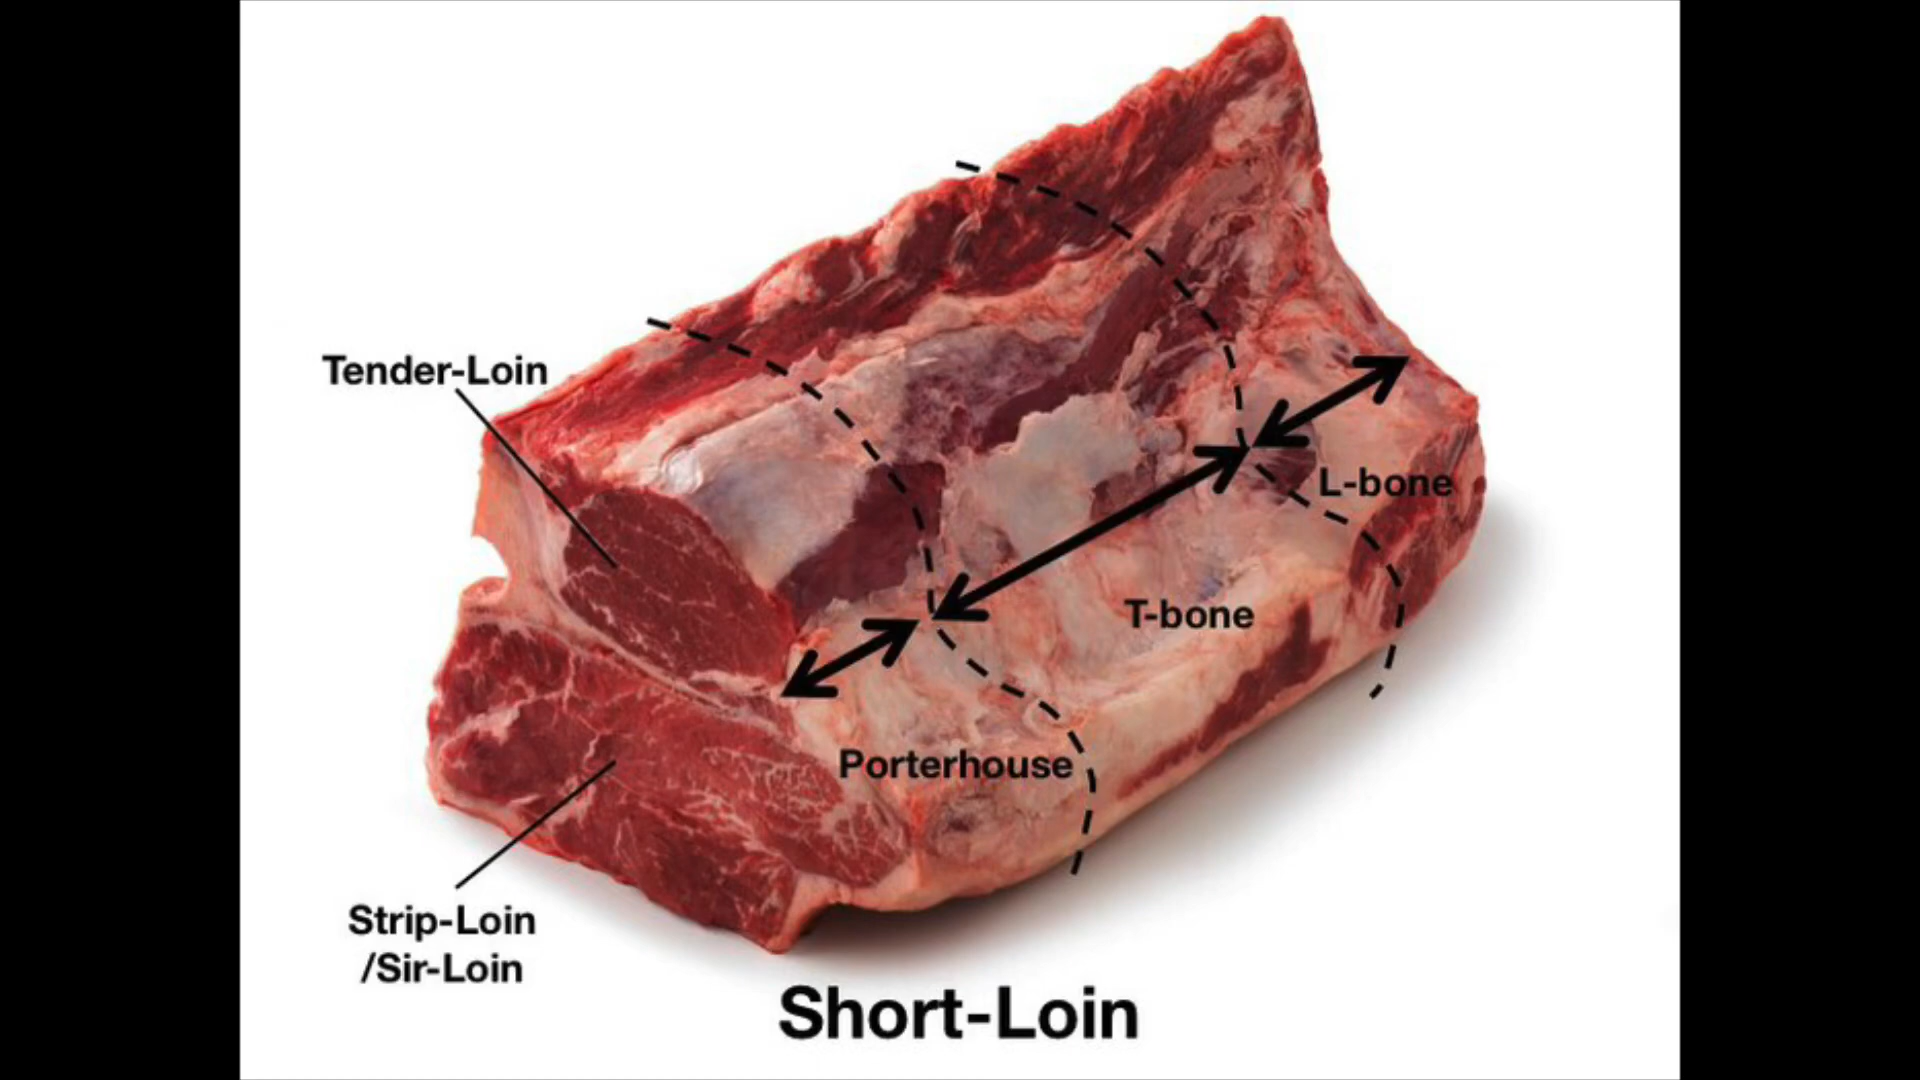 Tender-Loin
L-bone
T-bone
Porterhouse
Strip-Loin
/Sir-Loin
Short-Loin